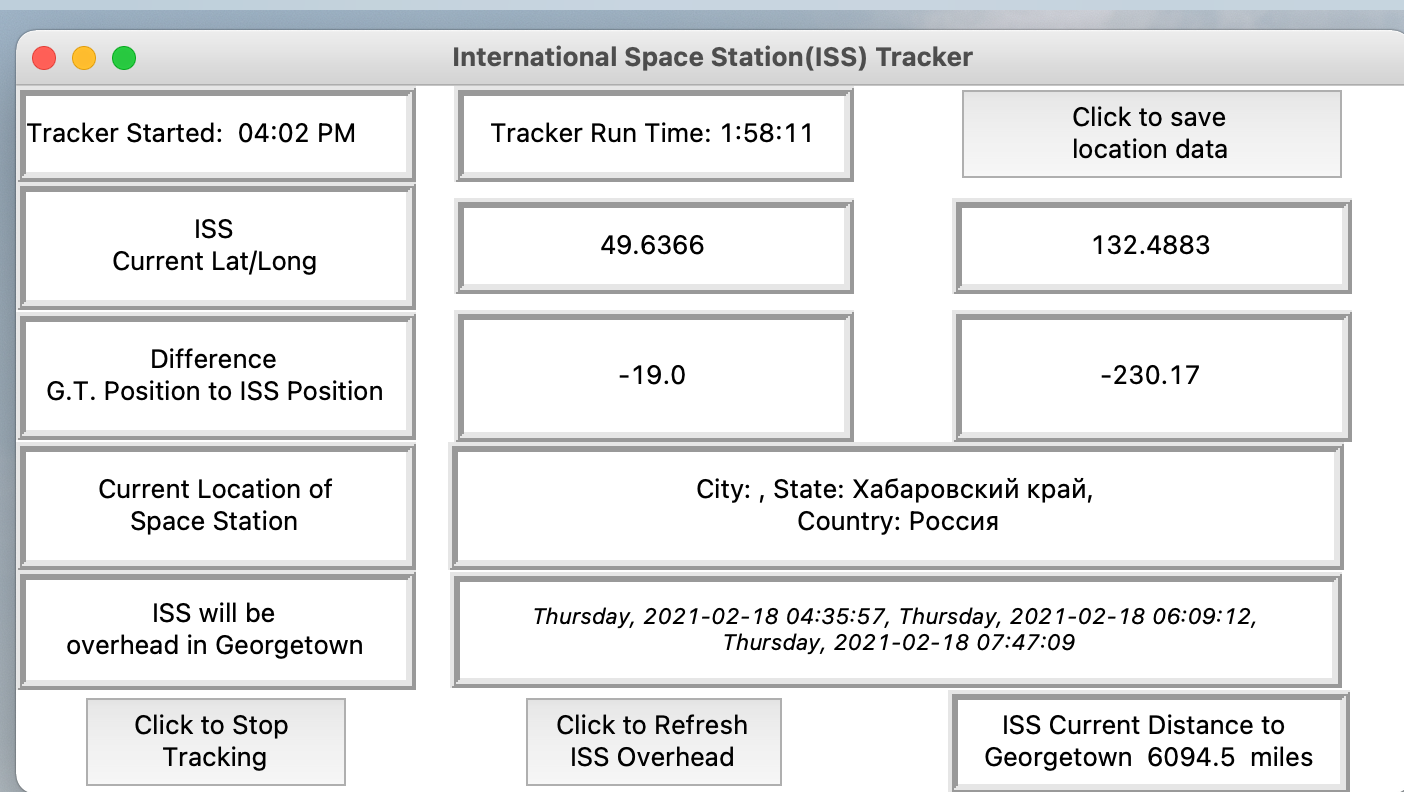 International Space Station(ISS) Tracker
Tracker Started:  04:02 PM
Tracker Run Time: 1:58:11
Click to save
location data
ISS
Current Lat/Long
49.6366
132.4883
Difference
G.T. Position to ISS Position
-19.0
-230.17
Current Location of
Space Station
City: , State: Хабаровский край,
Country: Россия
ISS will be
overhead in Georgetown
Thursday, 2021-02-18 04:35:57, Thursday, 2021-02-18 06:09:12,
Thursday, 2021-02-18 07:47:09
Click to Stop
Tracking
Click to Refresh
ISS Overhead
ISS Current Distance to
Georgetown  6094.5  miles